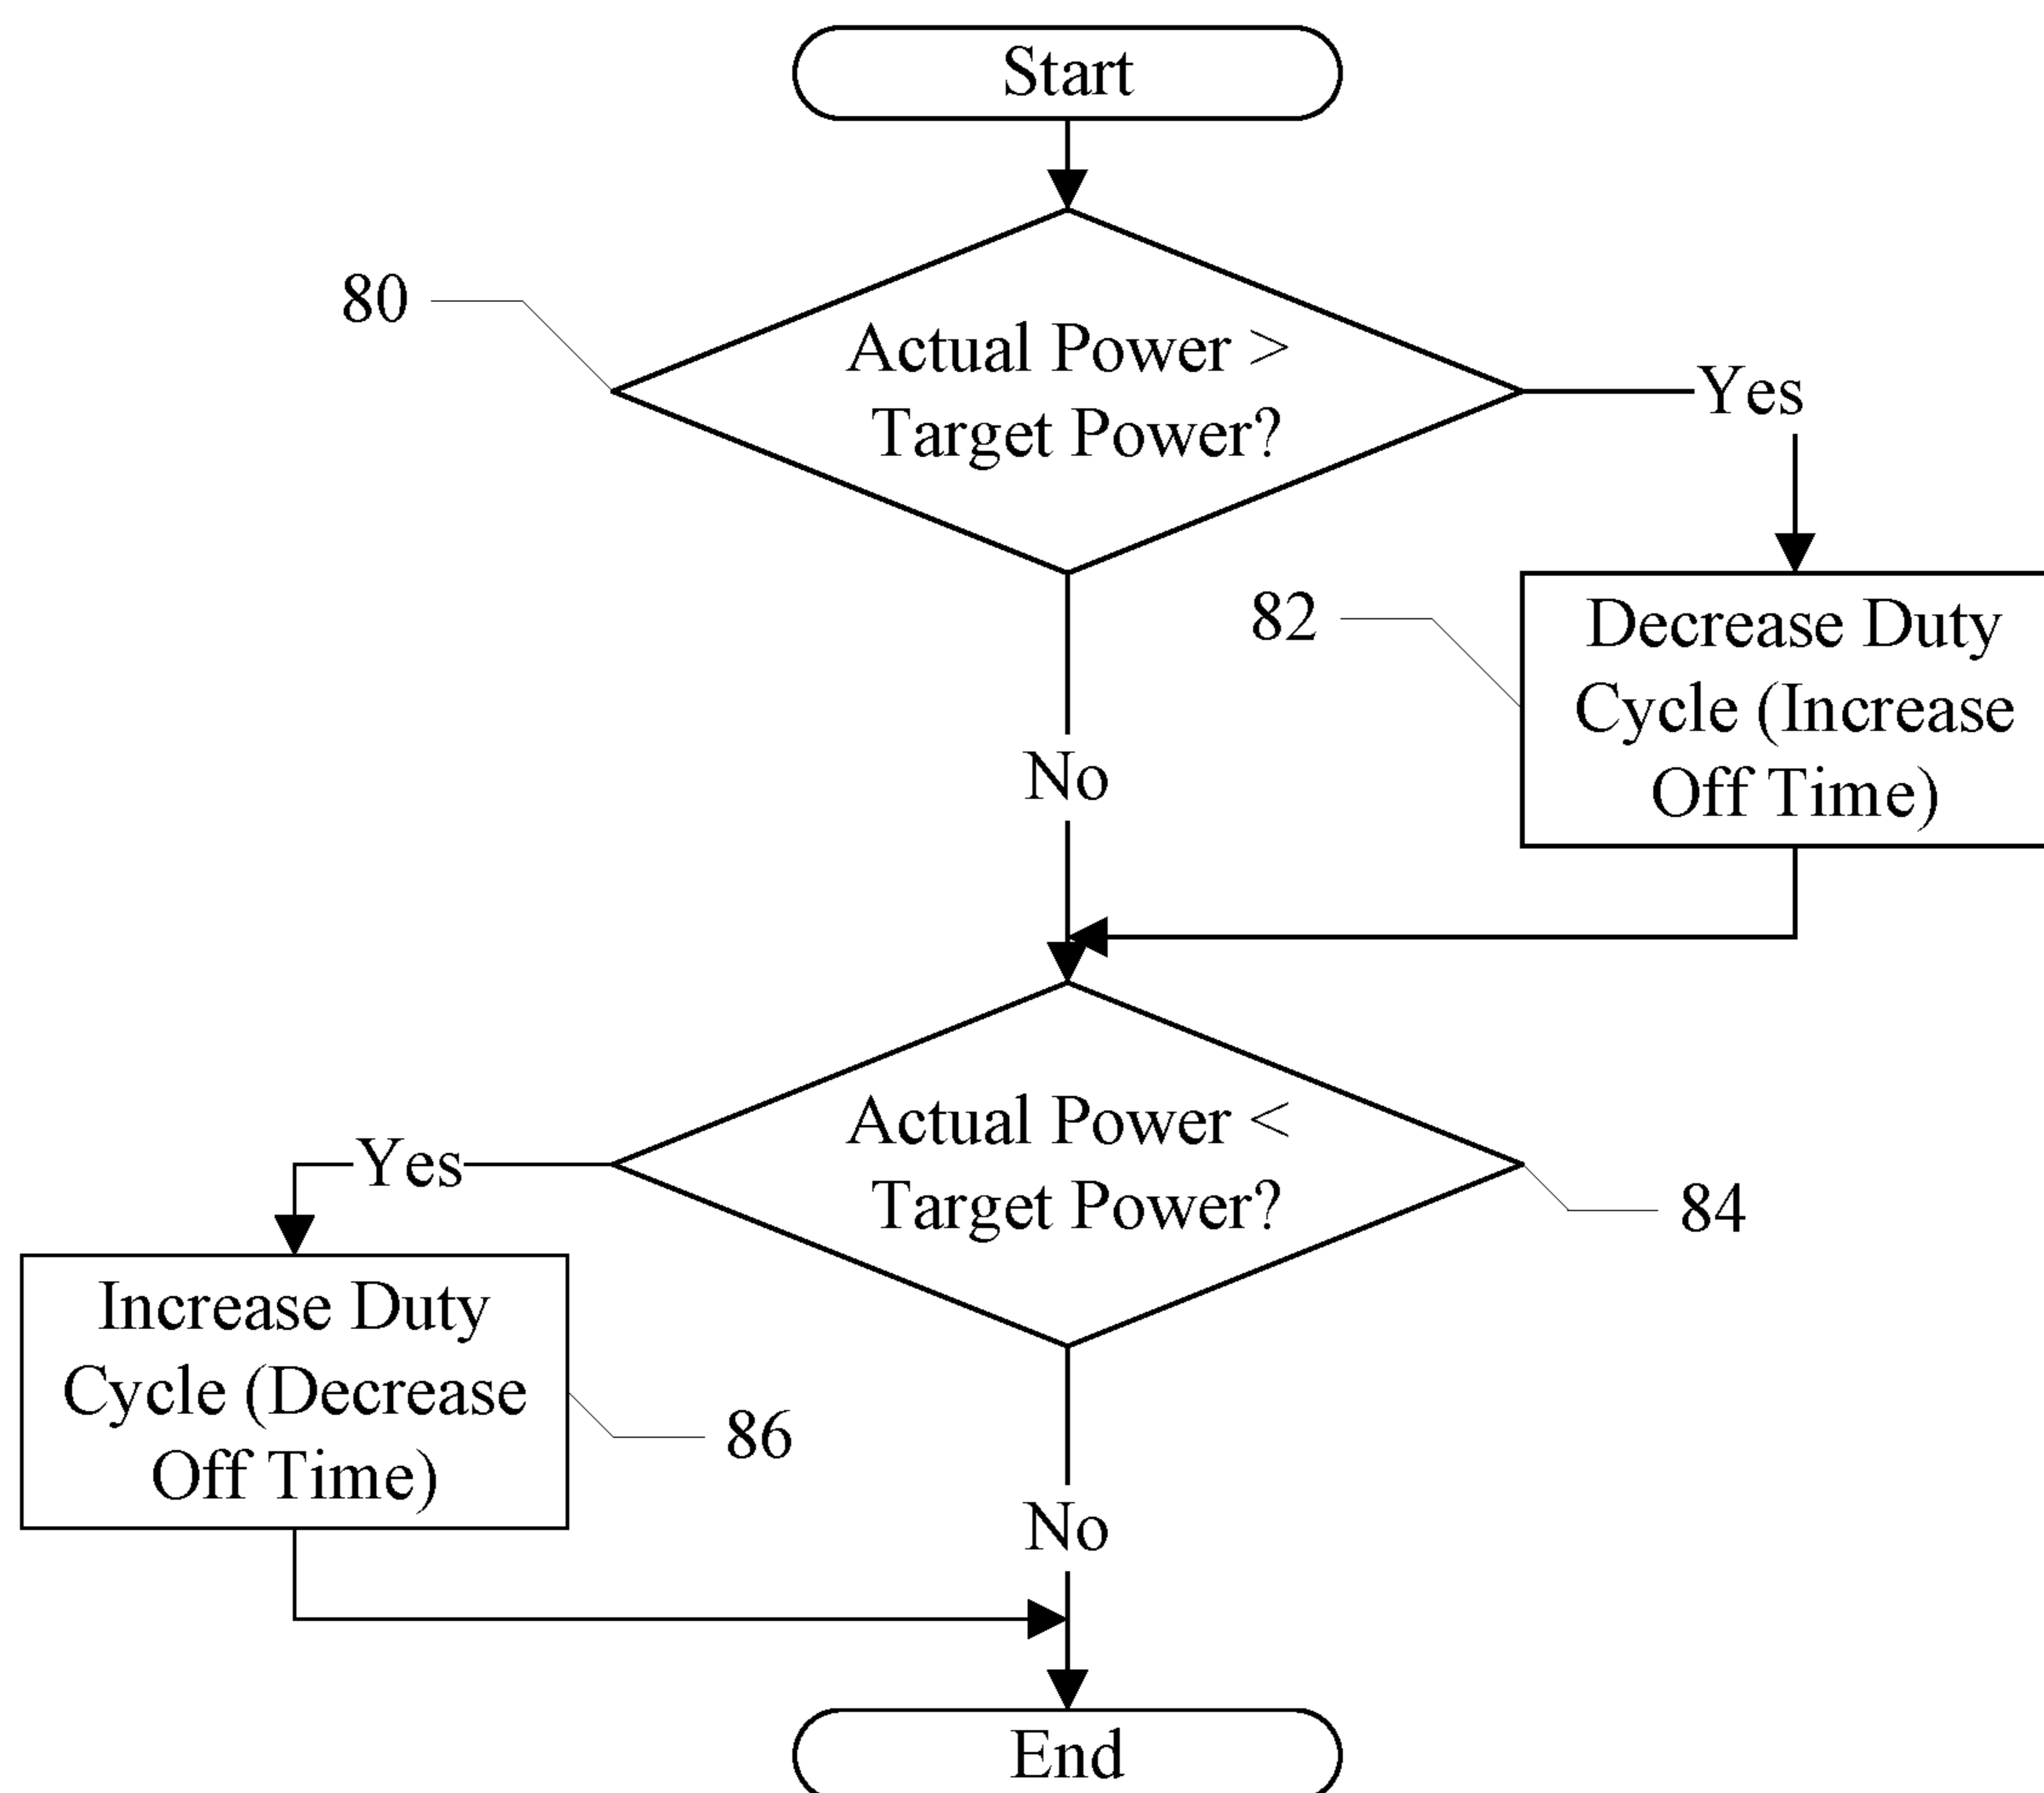 Start
80
Actual Power >
Target Power?
Yes
82
Decrease Duty
Cycle (Increase
Off Time)
No
Actual Power <
Target Power?
Yes
84
Increase Duty
Cycle (Decrease
Off Time)
86
No
End